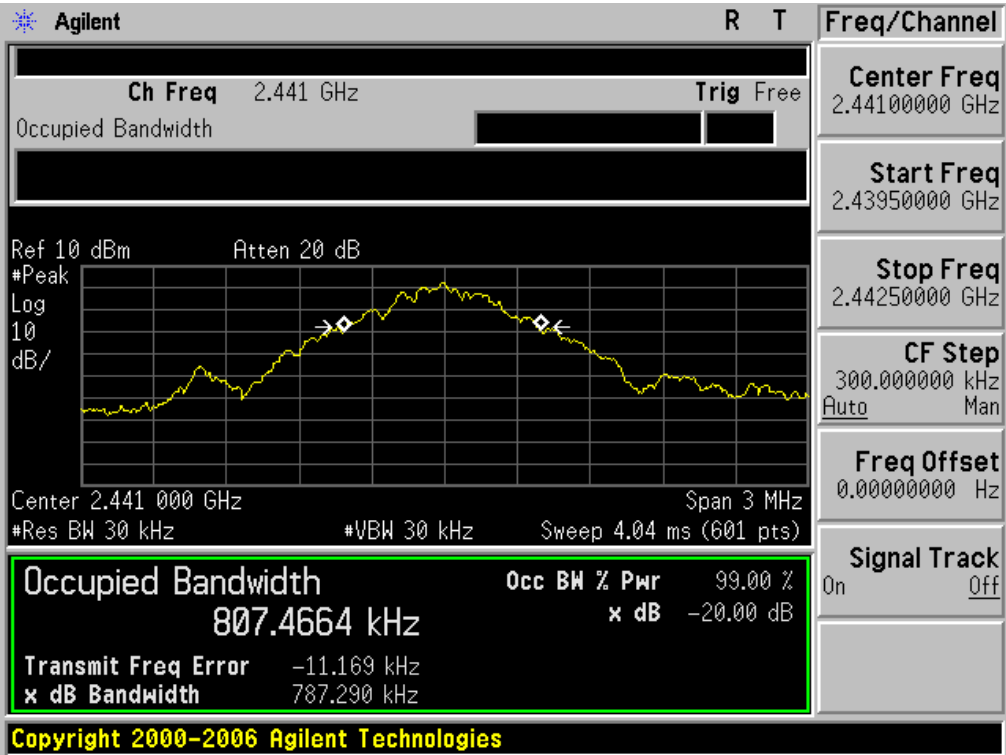 Agilent R T
Ch Freq 2.441 GHz Trig Free
Occupied Bandwidth
Ref 10 dBm Atten 20 dB
#Peak
Log
10
dB/
Center 2.441 000 GHz Span 3 MHz
#Res BW 30 kHz #VBW 30 kHz Sweep 4.04 ms (601 pts)
Occupied Bandwidth
807.4664 kHz
Occ BW % Pwr 99.00 %
x dB -20.00 dB
Transmit Freq Error -11.169 kHz
x dB Bandwidth 787.290 kHz
Copyright 2000-2006 Agilent Technologies
Freq/Channel
Center Freq
2.44100000 GHz
Start Freq
2.43950000 GHz
Stop Freq
2.44250000 GHz
CF Step
300.000000 kHz
Auto Man
Freq Offset
0.00000000 Hz
Signal Track
On Off